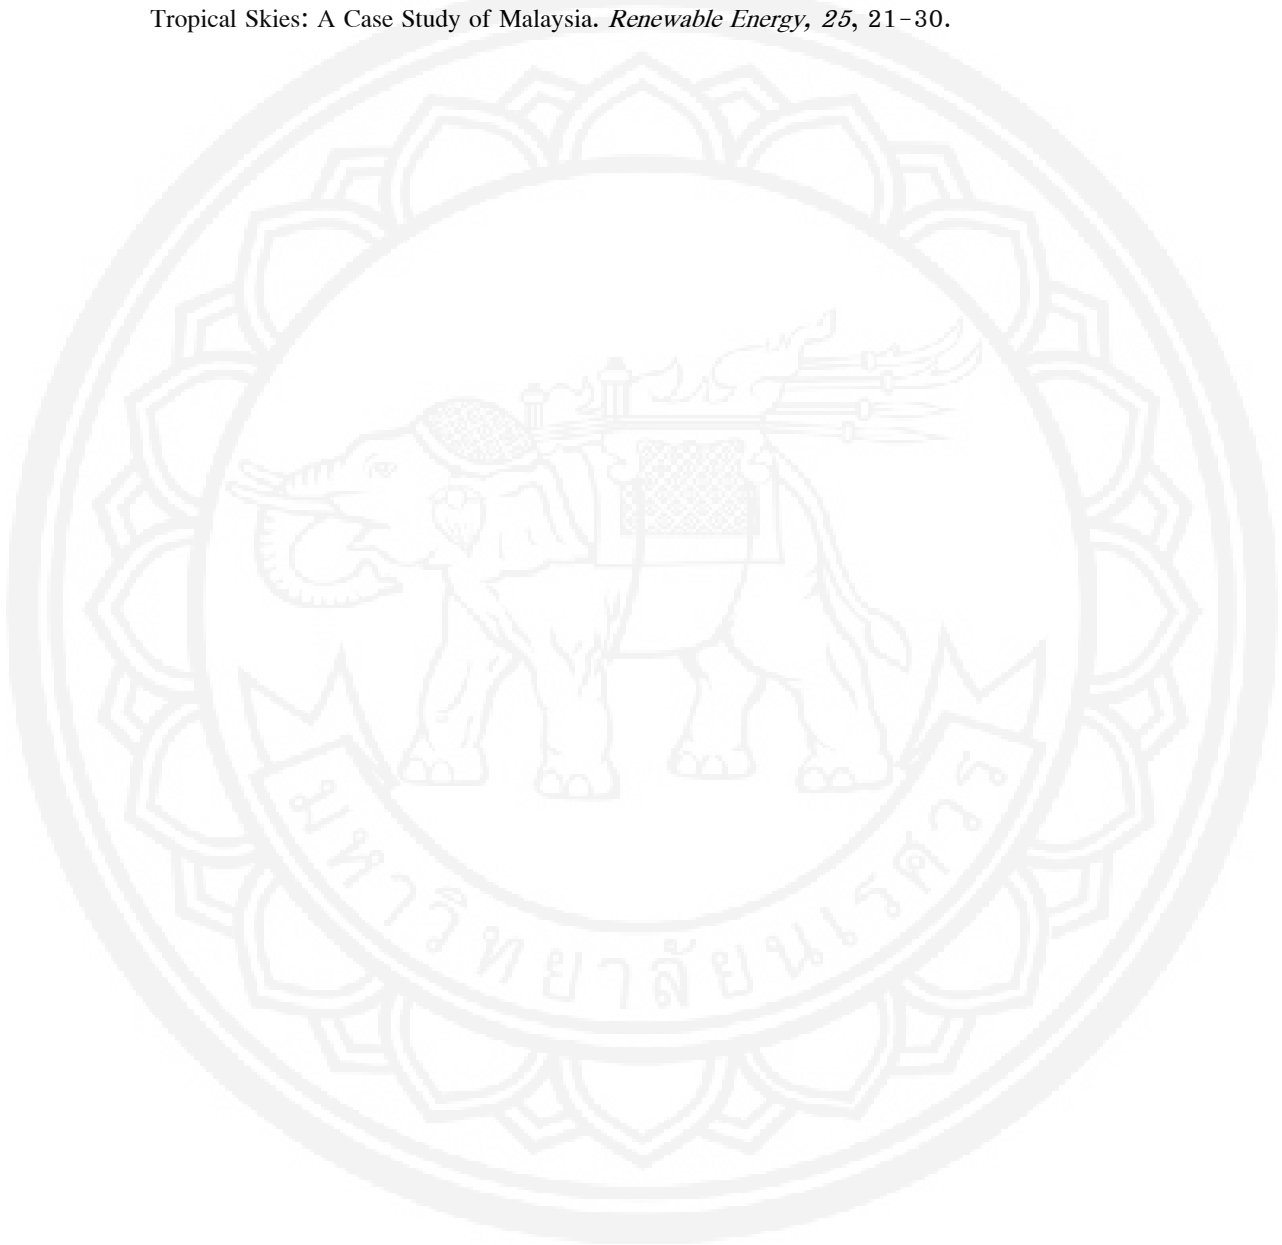 Tropical Skies: A Case Study of Malaysia. Renewable Energy, 25, 21-30.
มหาวิทยาลัยนเรศวร